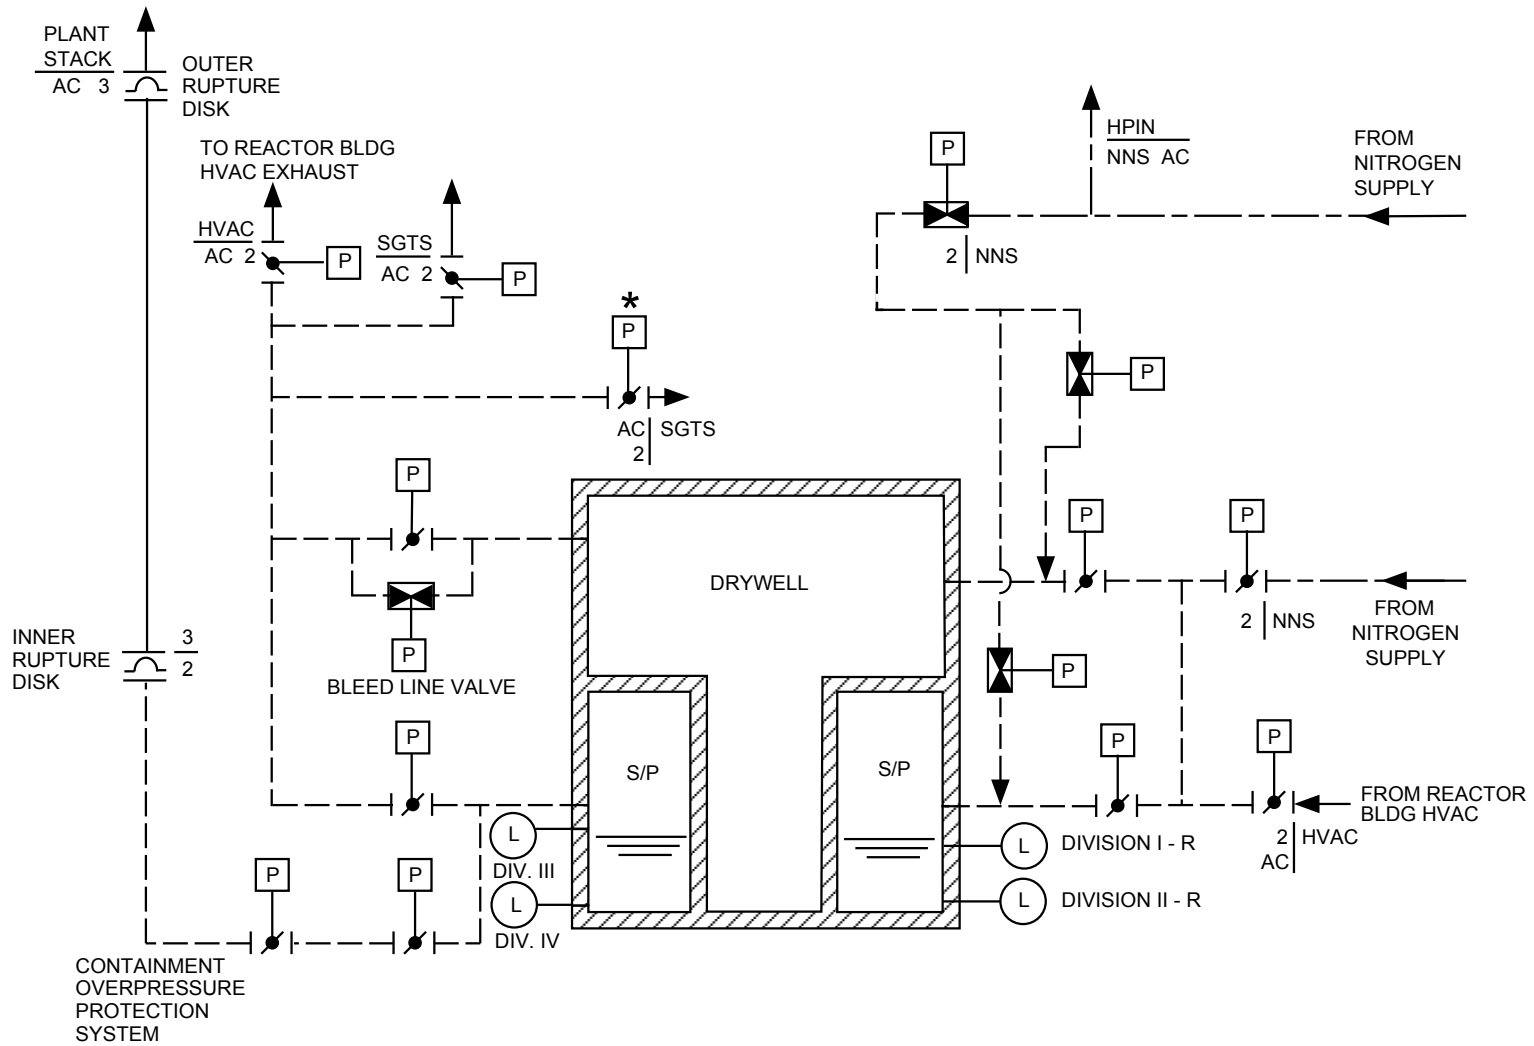 PLANT
STACK
AC 3
OUTER
RUPTURE
DISK
TO REACTOR BLDG
HVAC EXHAUST
HVAC
AC 2
P
SGTS
AC 2
P
*
P
AC SGTS
2
P
2 NNS
HPIN
NNS AC
FROM
NITROGEN
SUPPLY
P
P
P
BLEED LINE VALVE
DRYWELL
P
P
2 NNS
FROM
NITROGEN
SUPPLY
INNER
RUPTURE
DISK
3
2
P
S/P
S/P
P
P
P
FROM REACTOR
BLDG HVAC
2 HVAC
AC
L
DIV. III
L
DIV. IV
L
DIVISION I - R
L
DIVISION II - R
P
P
CONTAINMENT
OVERPRESSURE
PROTECTION
SYSTEM